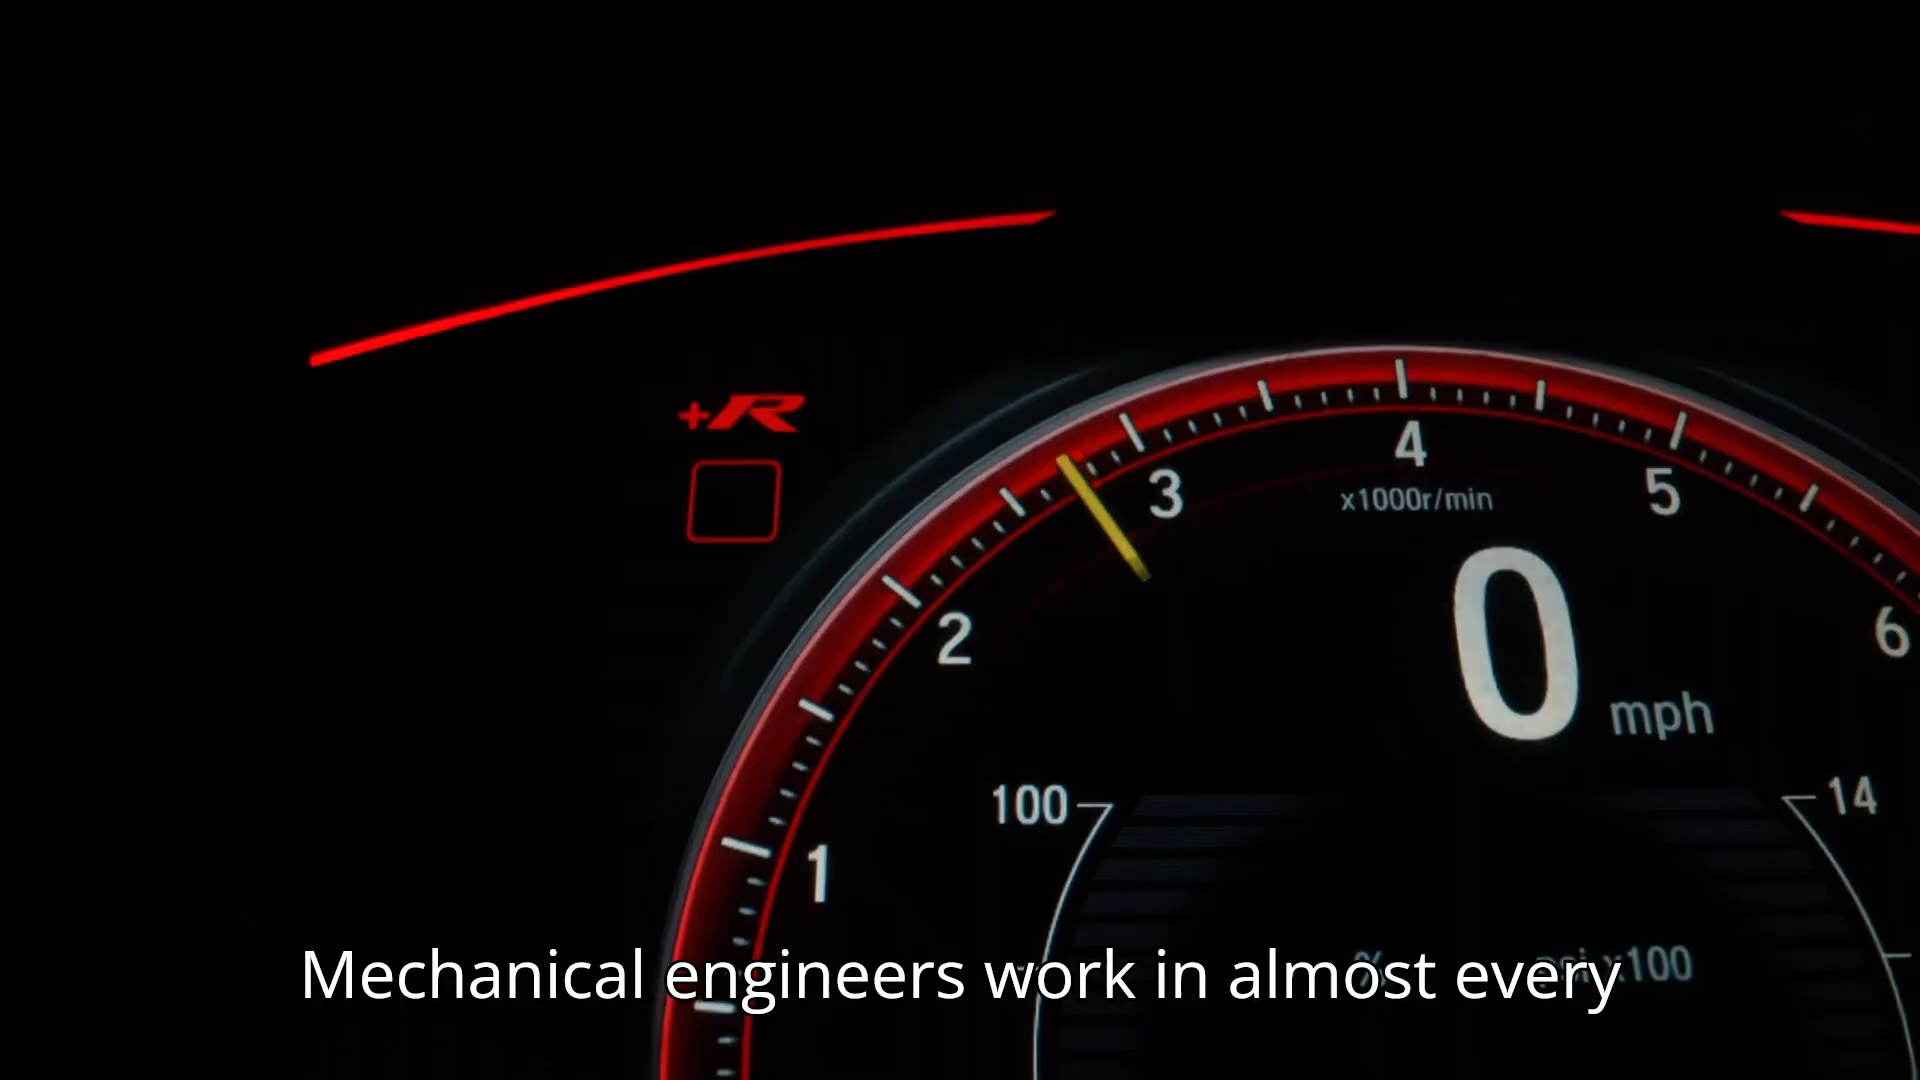 +R
4
3
5
x1000r/min
2
0
6
mph
100
14
1
%
psi x100
Mechanical engineers work in almost every